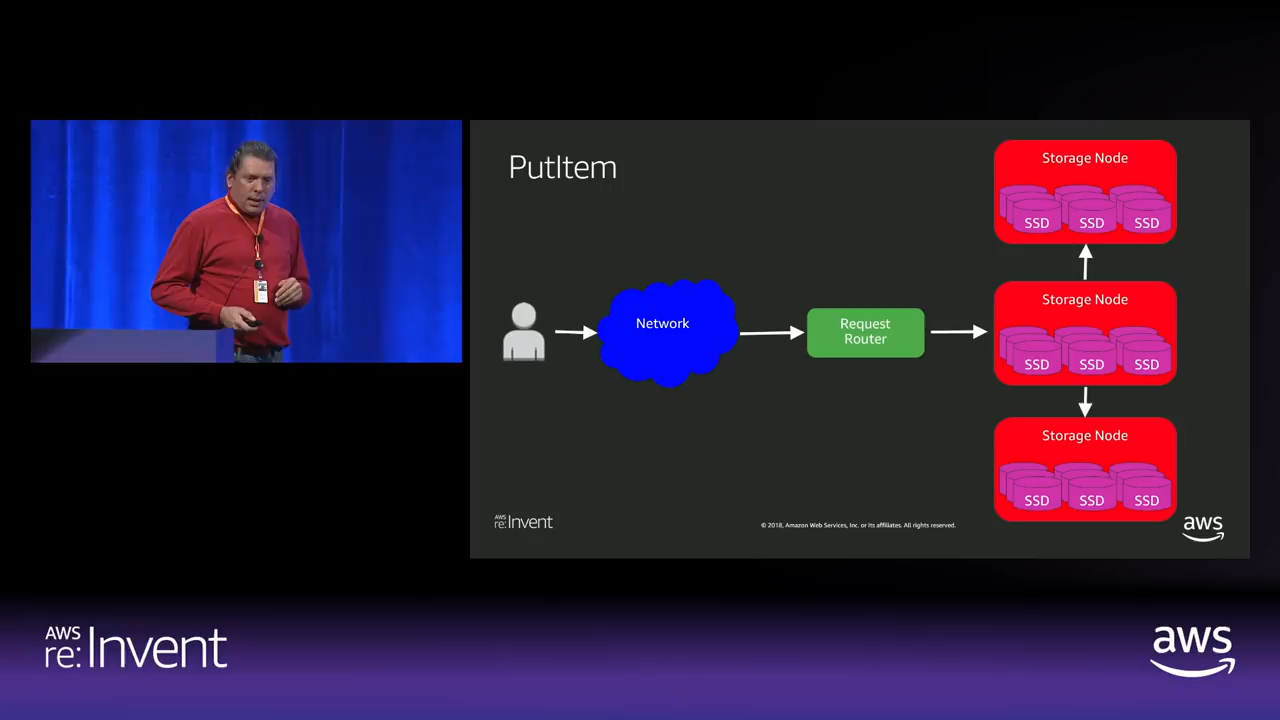 PutItem
Storage Node
SSD SSD SSD
Network
Request
Router
Storage Node
SSD SSD SSD
Storage Node
SSD SSD SSD
AWS
re:Invent
© 2018, Amazon Web Services, Inc. or its affiliates. All rights reserved.
aws
AWS
re:Invent
aws